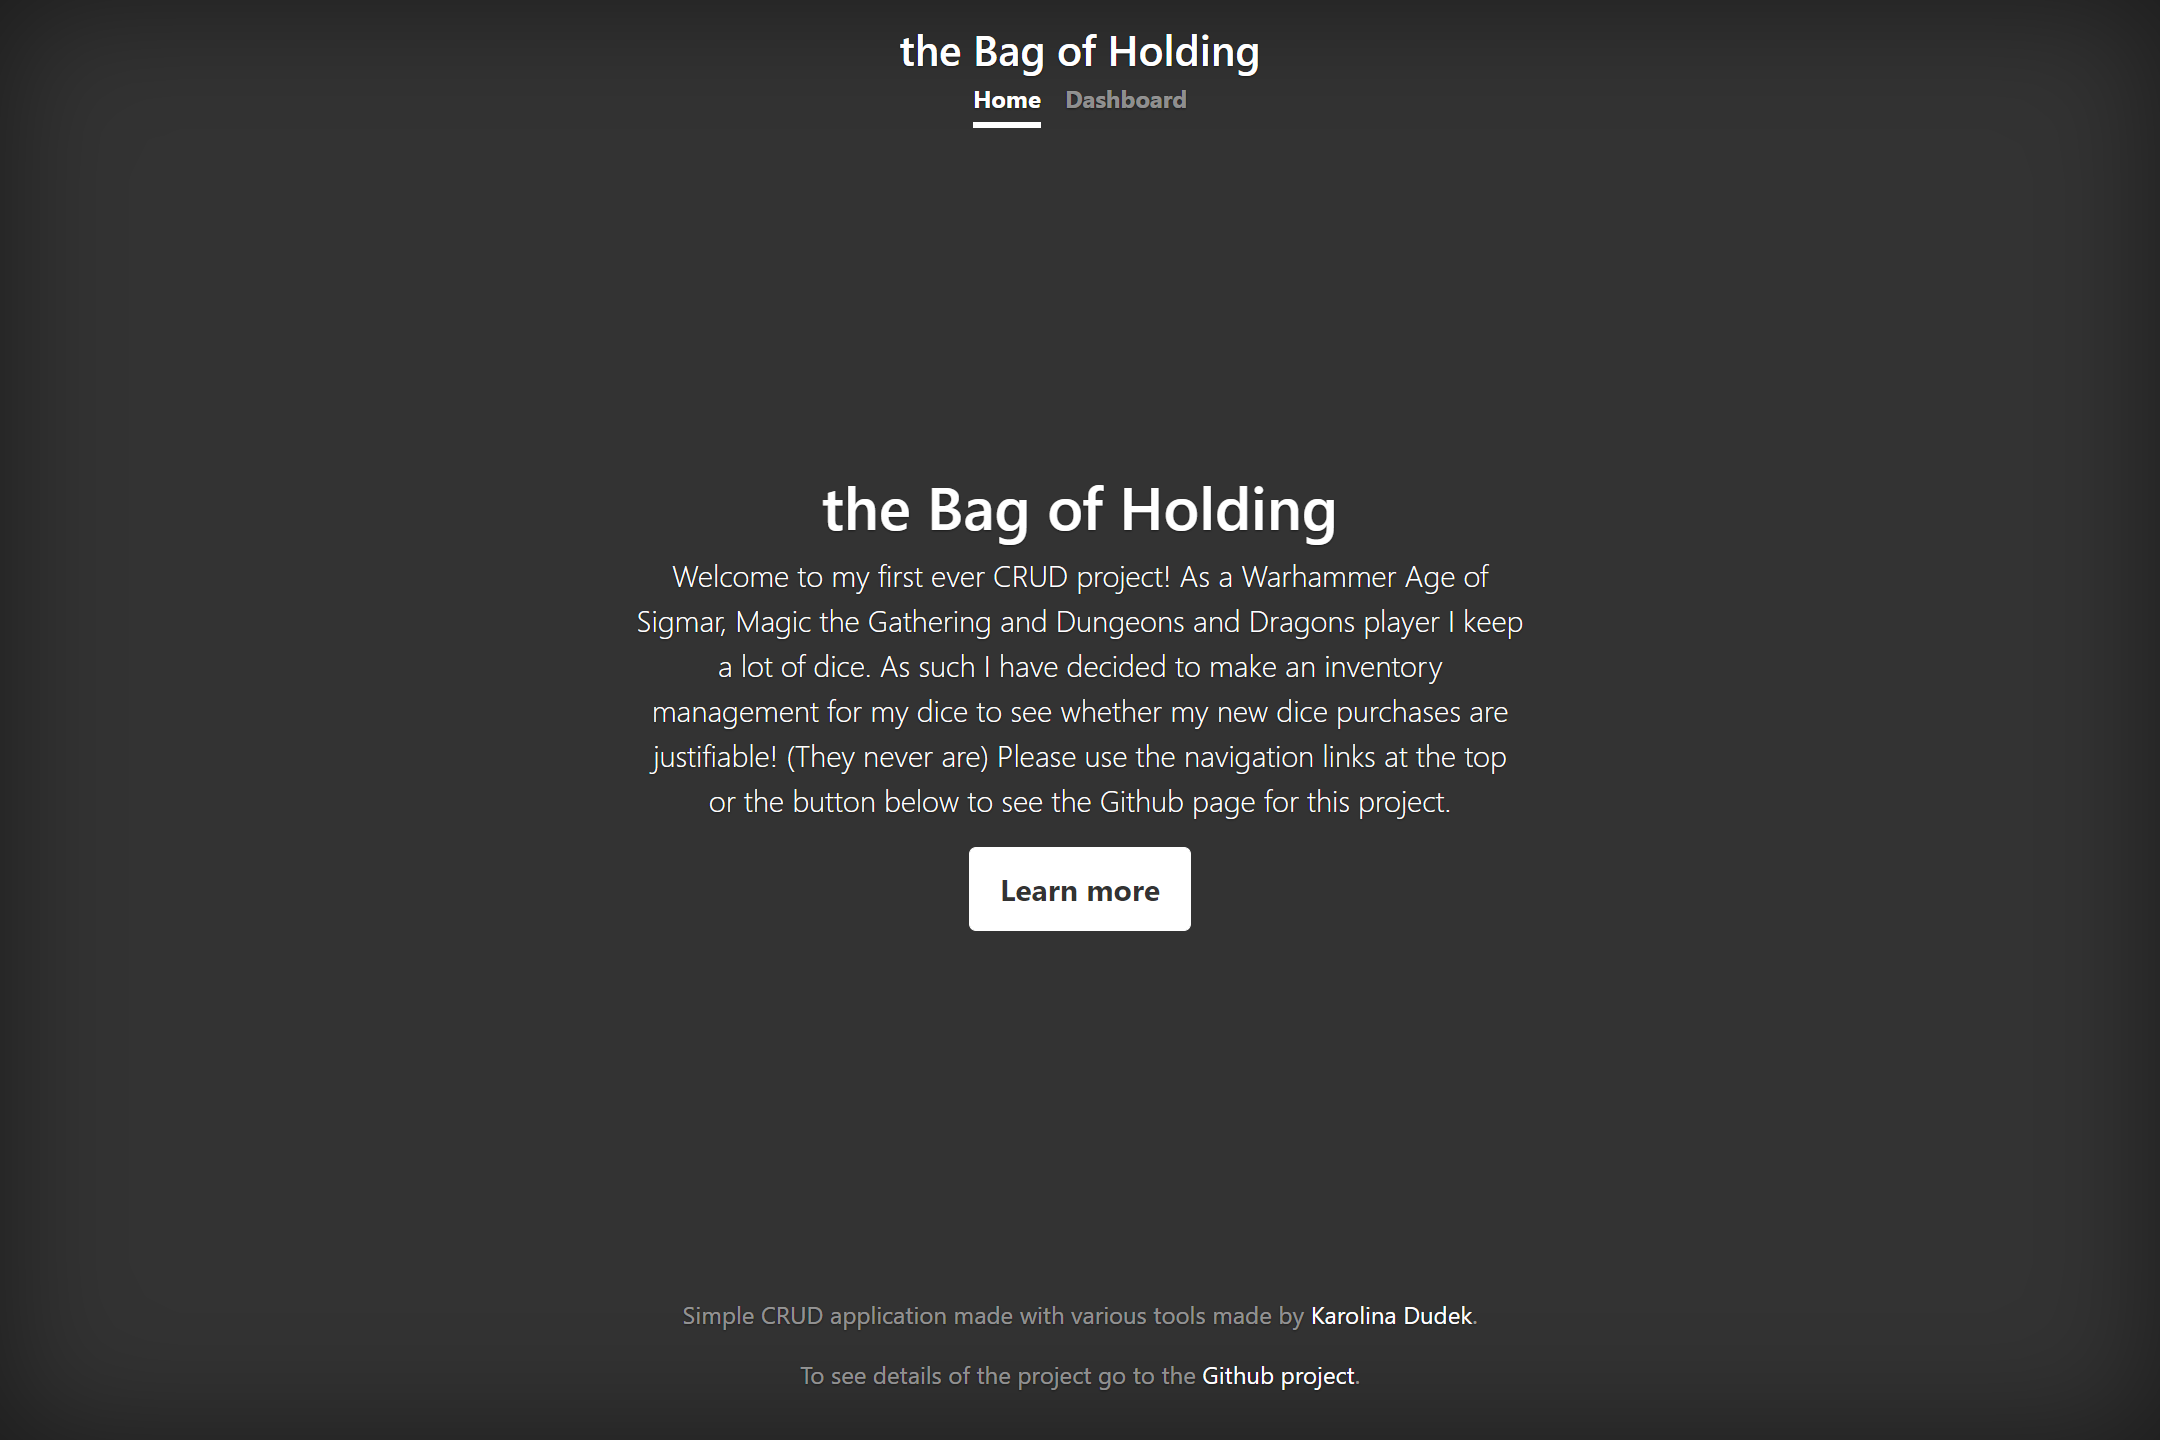 the Bag of Holding
Home Dashboard
the Bag of Holding
Welcome to my first ever CRUD project! As a Warhammer Age of
Sigmar, Magic the Gathering and Dungeons and Dragons player I keep
a lot of dice. As such I have decided to make an inventory
management for my dice to see whether my new dice purchases are
justifiable! (They never are) Please use the navigation links at the top
or the button below to see the Github page for this project.
Learn more
Simple CRUD application made with various tools made by Karolina Dudek.
To see details of the project go to the Github project.